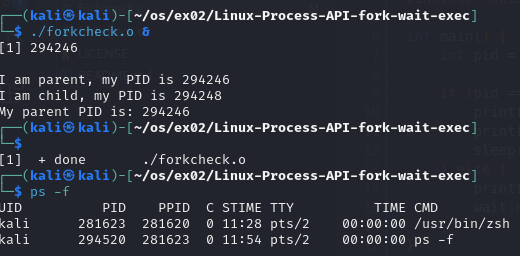 ┌──(kali㉿kali)-[~/os/ex02/Linux-Process-API-fork-wait-exec]
└─$ ./forkcheck.o &
[1] 294246
I am parent, my PID is 294246
I am child, my PID is 294248
My parent PID is: 294246
┌──(kali㉿kali)-[~/os/ex02/Linux-Process-API-fork-wait-exec]
└─$
[1]  + done       ./forkcheck.o
┌──(kali㉿kali)-[~/os/ex02/Linux-Process-API-fork-wait-exec]
└─$ ps -f
UID          PID    PPID  C STIME TTY          TIME CMD
kali      281623  281620  0 11:28 pts/2    00:00:00 /usr/bin/zsh
kali      294520  281623  0 11:54 pts/2    00:00:00 ps -f